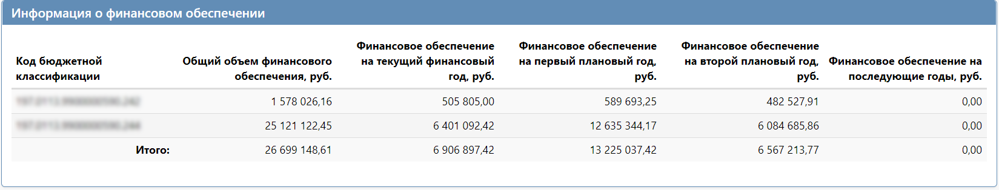 Информация о финансовом обеспечении
Код бюджетной классификации
Общий объем финансового обеспечения, руб.
Финансовое обеспечение на текущий финансовый год, руб.
Финансовое обеспечение на первый плановый год, руб.
Финансовое обеспечение на второй плановый год, руб.
Финансовое обеспечение на последующие годы, руб.
1 578 026,16 505 805,00 589 693,25 482 527,91 0,00
25 121 122,45 6 401 092,42 12 635 344,17 6 084 685,86 0,00
Итого: 26 699 148,61 6 906 897,42 13 225 037,42 6 567 213,77 0,00